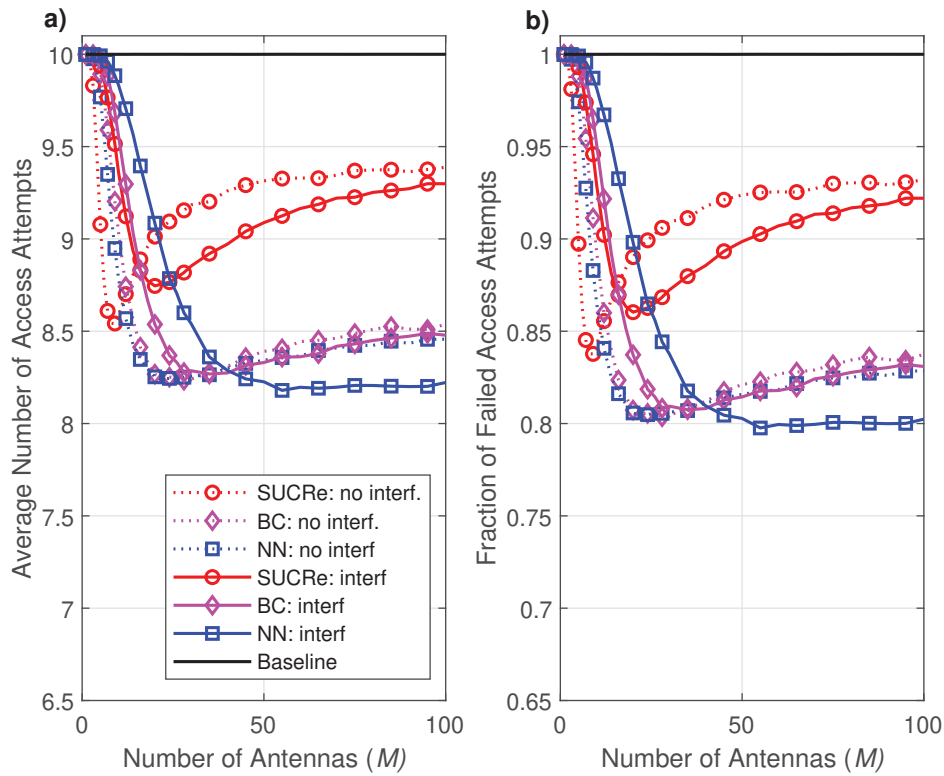 a)
10
9.5
9
8.5
8
7.5
7
6.5
0
50
100
Average Number of Access Attempts
Number of Antennas (M)
SUCRe: no interf.
BC: no interf.
NN: no interf
SUCRe: interf
BC: interf
NN: interf
Baseline
b)
1
0.95
0.9
0.85
0.8
0.75
0.7
0.65
0
50
100
Fraction of Failed Access Attempts
Number of Antennas (M)